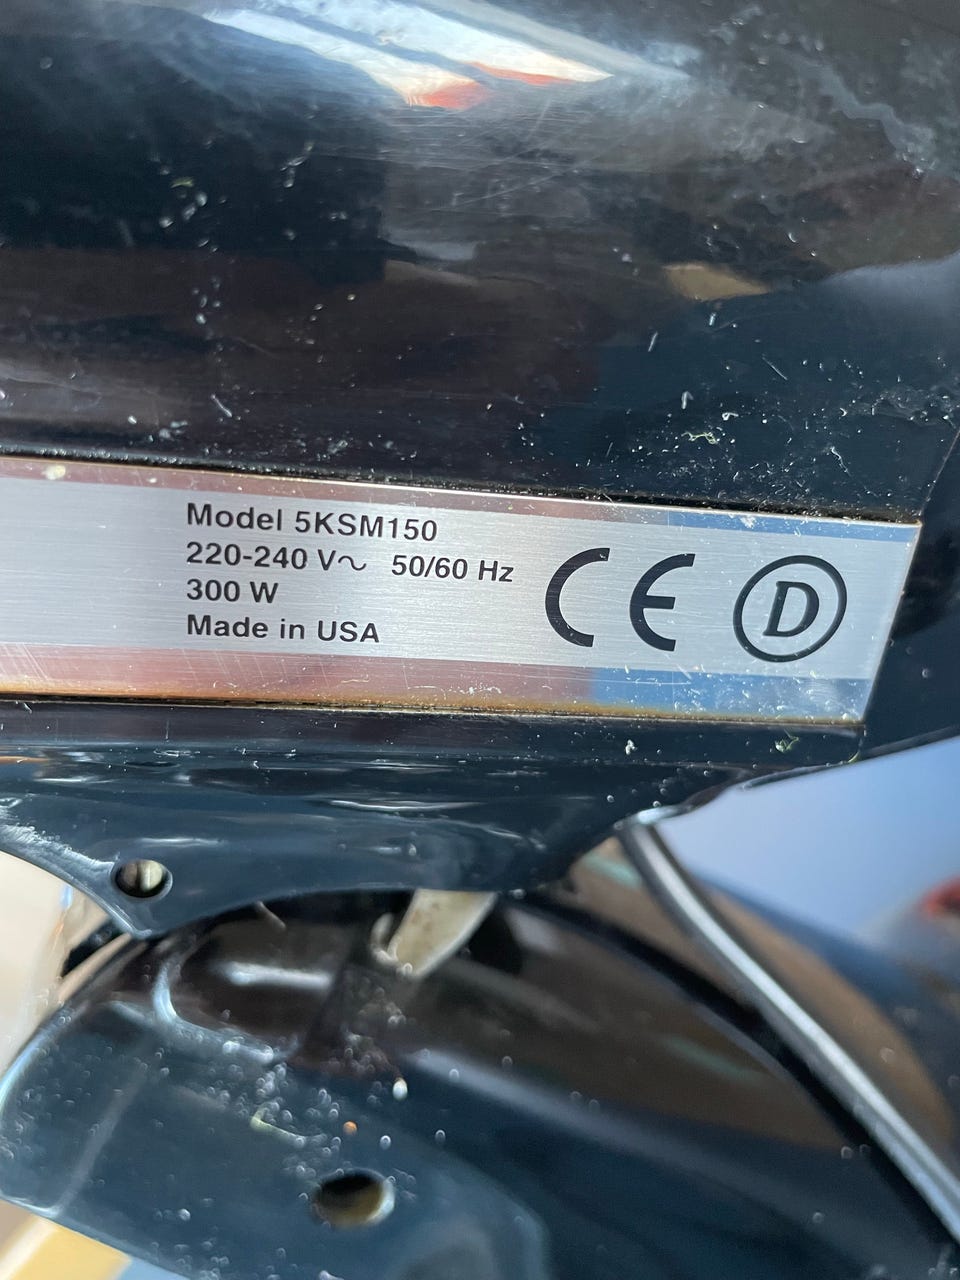 Model 5KSM150
220-240 V~ 50/60 Hz
300 W
Made in USA
CE D